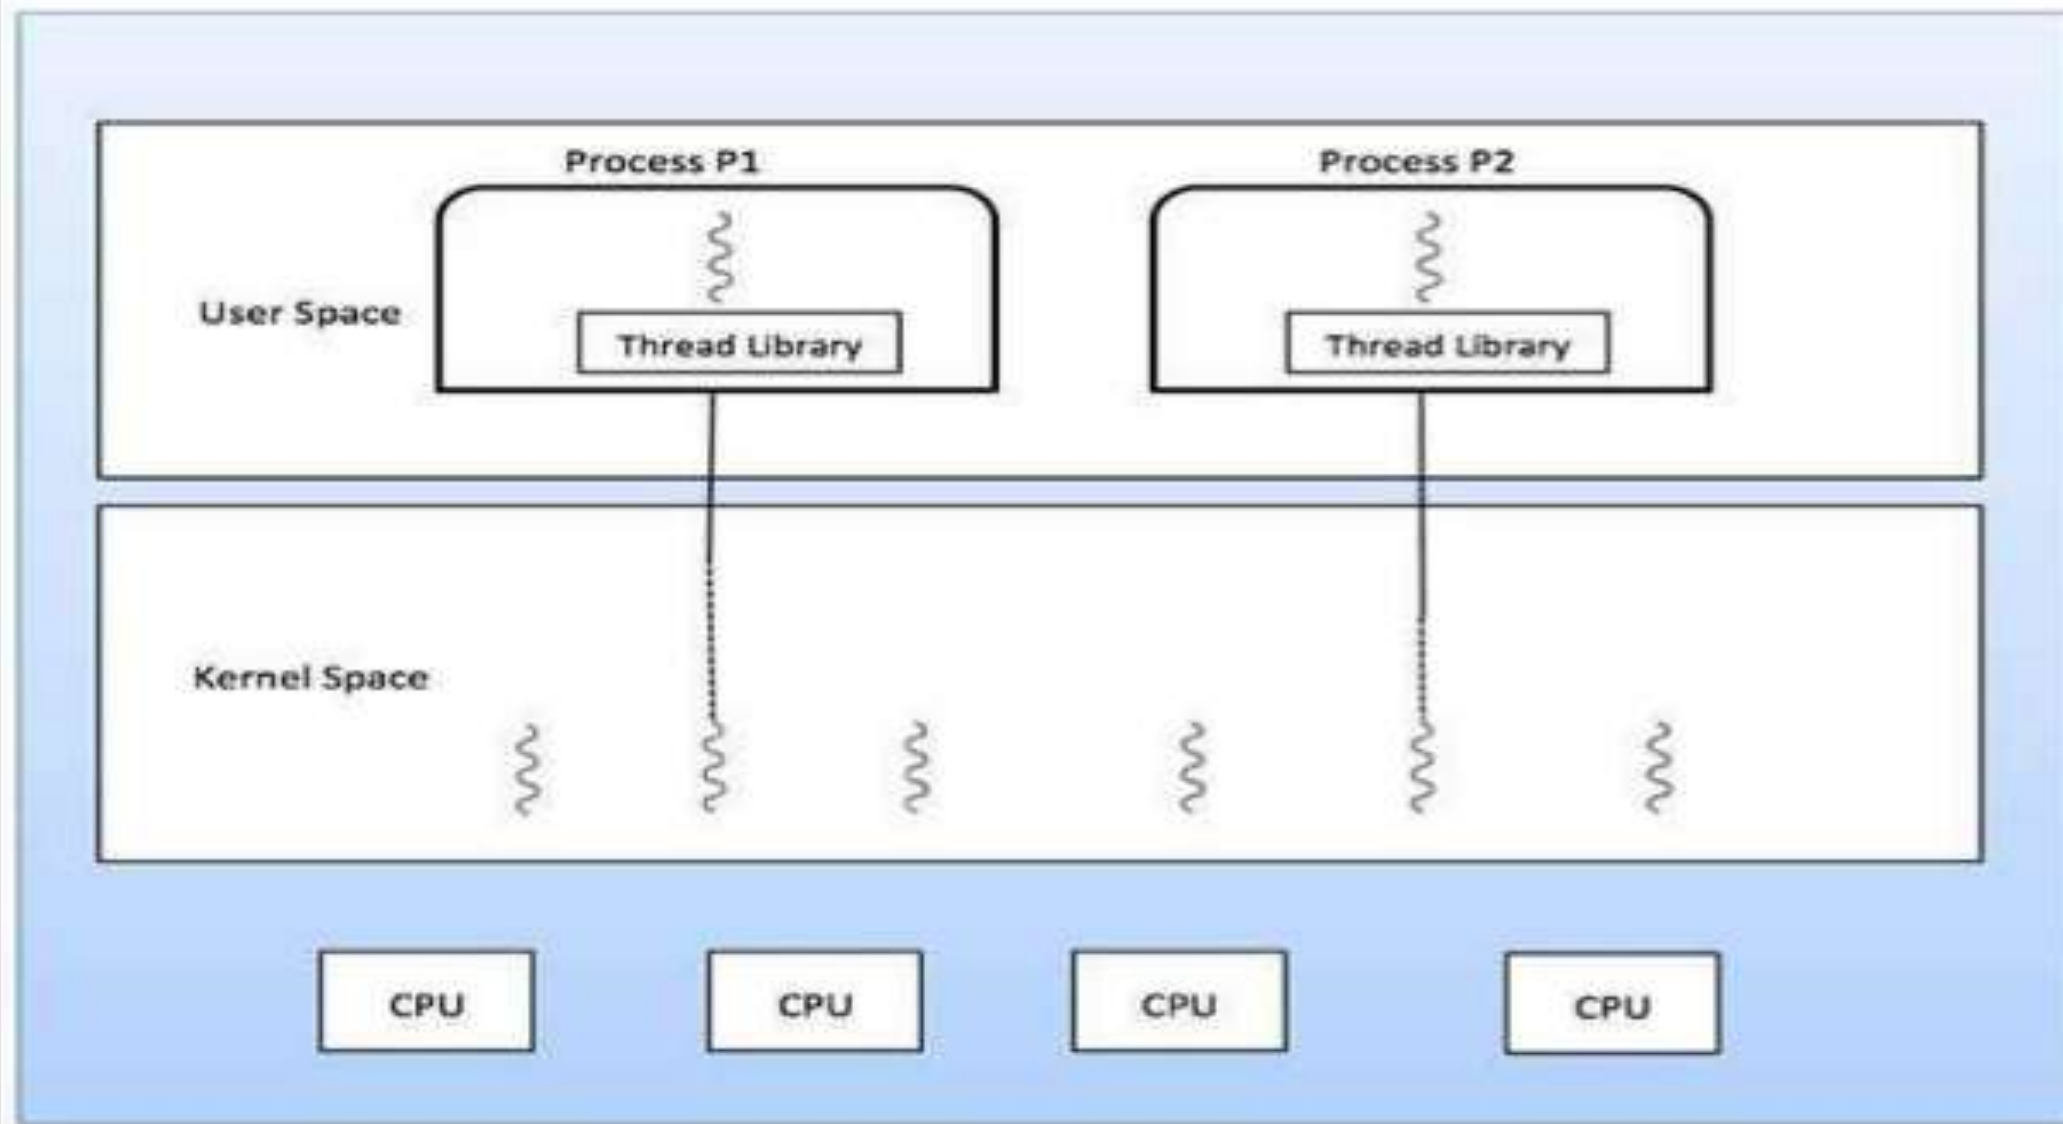 Process P1
Process P2
User Space
Thread Library
Thread Library
Kernel Space
CPU
CPU
CPU
CPU